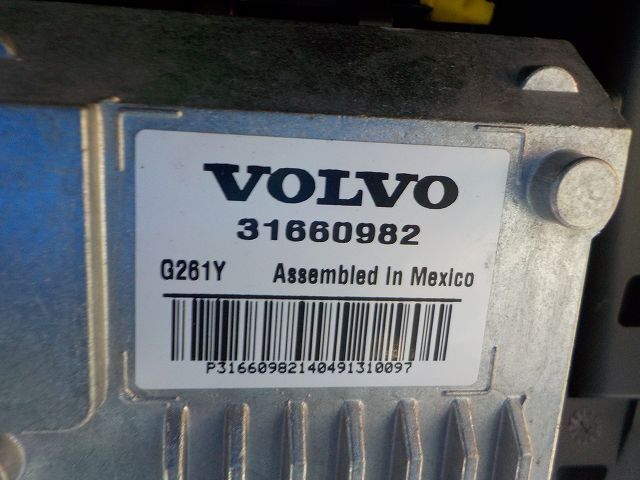 VOLVO
31660982
G261Y Assembled In Mexico
P31660982140491310097